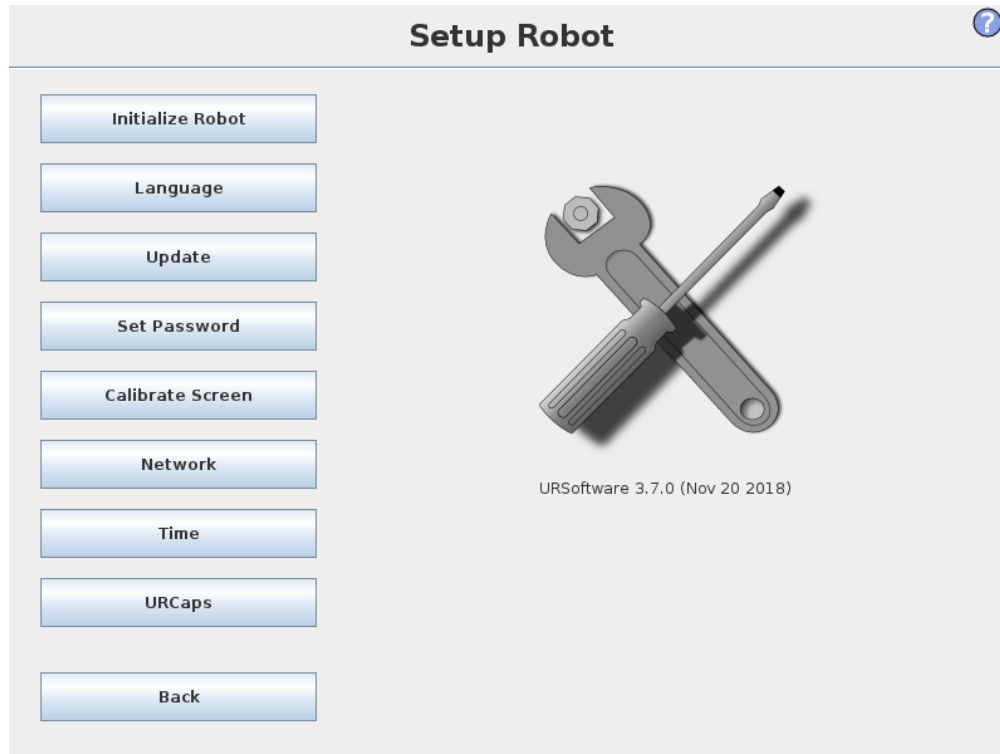 Setup Robot
?
Initialize Robot
Language
Update
Set Password
Calibrate Screen
Network
Time
URCaps
Back
URSoftware 3.7.0 (Nov 20 2018)